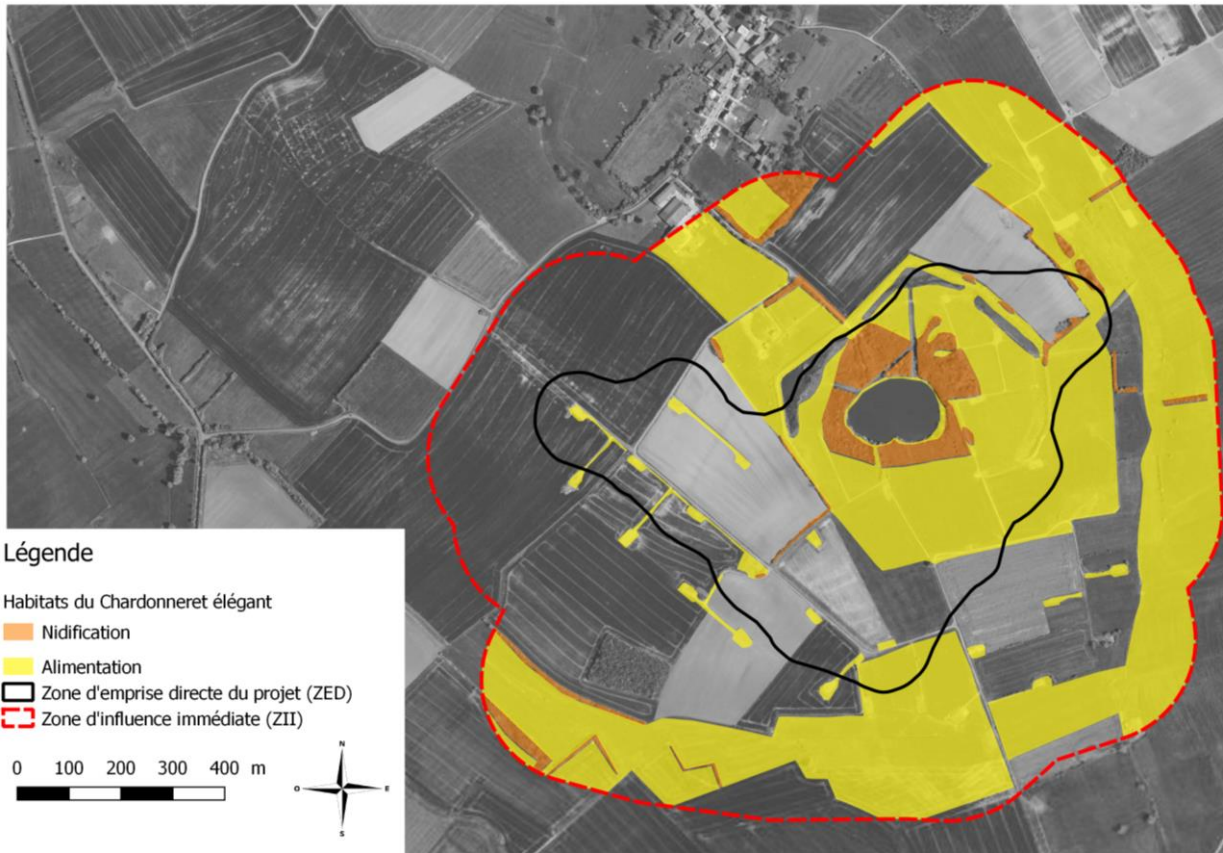 Légende
Habitats du Chardonneret élégant
Nidification
Alimentation
Zone d'emprise directe du projet (ZED)
Zone d'influence immédiate (ZII)
0 100 200 300 400 m
N
O E
S